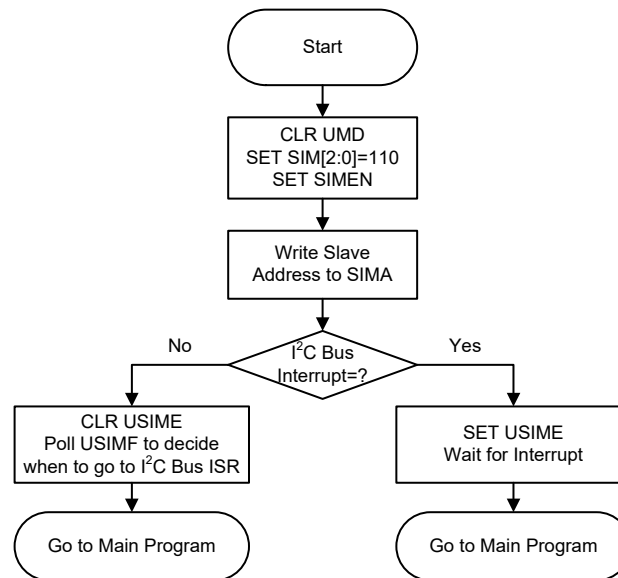 Start
CLR UMD
SET SIM[2:0]=110
SET SIMEN
Write Slave
Address to SIMA
I²C Bus
Interrupt=?
No
Yes
CLR USIME
Poll USIMF to decide
when to go to I²C Bus ISR
SET USIME
Wait for Interrupt
Go to Main Program
Go to Main Program